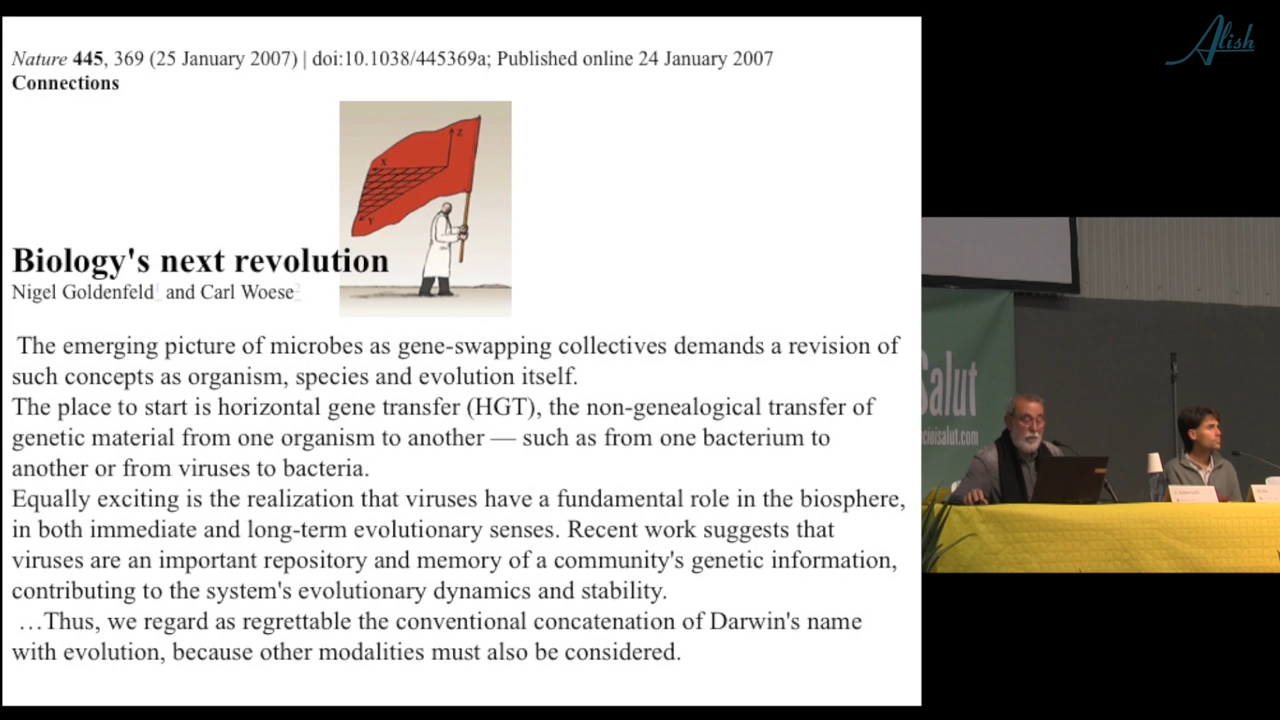 Nature 445, 369 (25 January 2007) | doi:10.1038/445369a; Published online 24 January 2007
Connections
Z
X
Y
Biology's next revolution
Nigel Goldenfeld1 and Carl Woese2
The emerging picture of microbes as gene-swapping collectives demands a revision of
such concepts as organism, species and evolution itself.
The place to start is horizontal gene transfer (HGT), the non-genealogical transfer of
genetic material from one organism to another — such as from one bacterium to
another or from viruses to bacteria.
Equally exciting is the realization that viruses have a fundamental role in the biosphere,
in both immediate and long-term evolutionary senses. Recent work suggests that
viruses are an important repository and memory of a community's genetic information,
contributing to the system's evolutionary dynamics and stability.
…Thus, we regard as regrettable the conventional concatenation of Darwin's name
with evolution, because other modalities must also be considered.
Alish
Salut
cioisalut.com